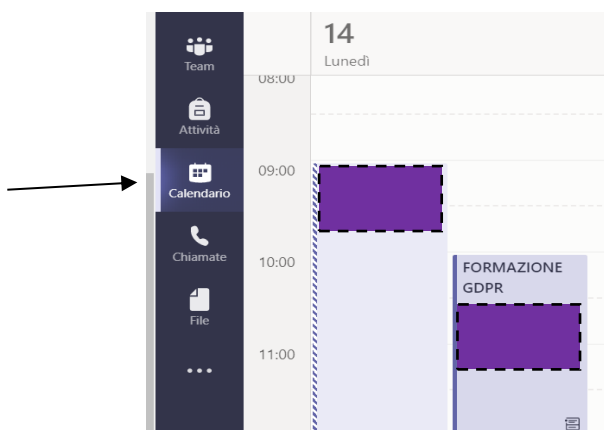 Team
Attività
Calendario
Chiamate
File
14
Lunedì
08:00
09:00
10:00
11:00
FORMAZIONE
GDPR